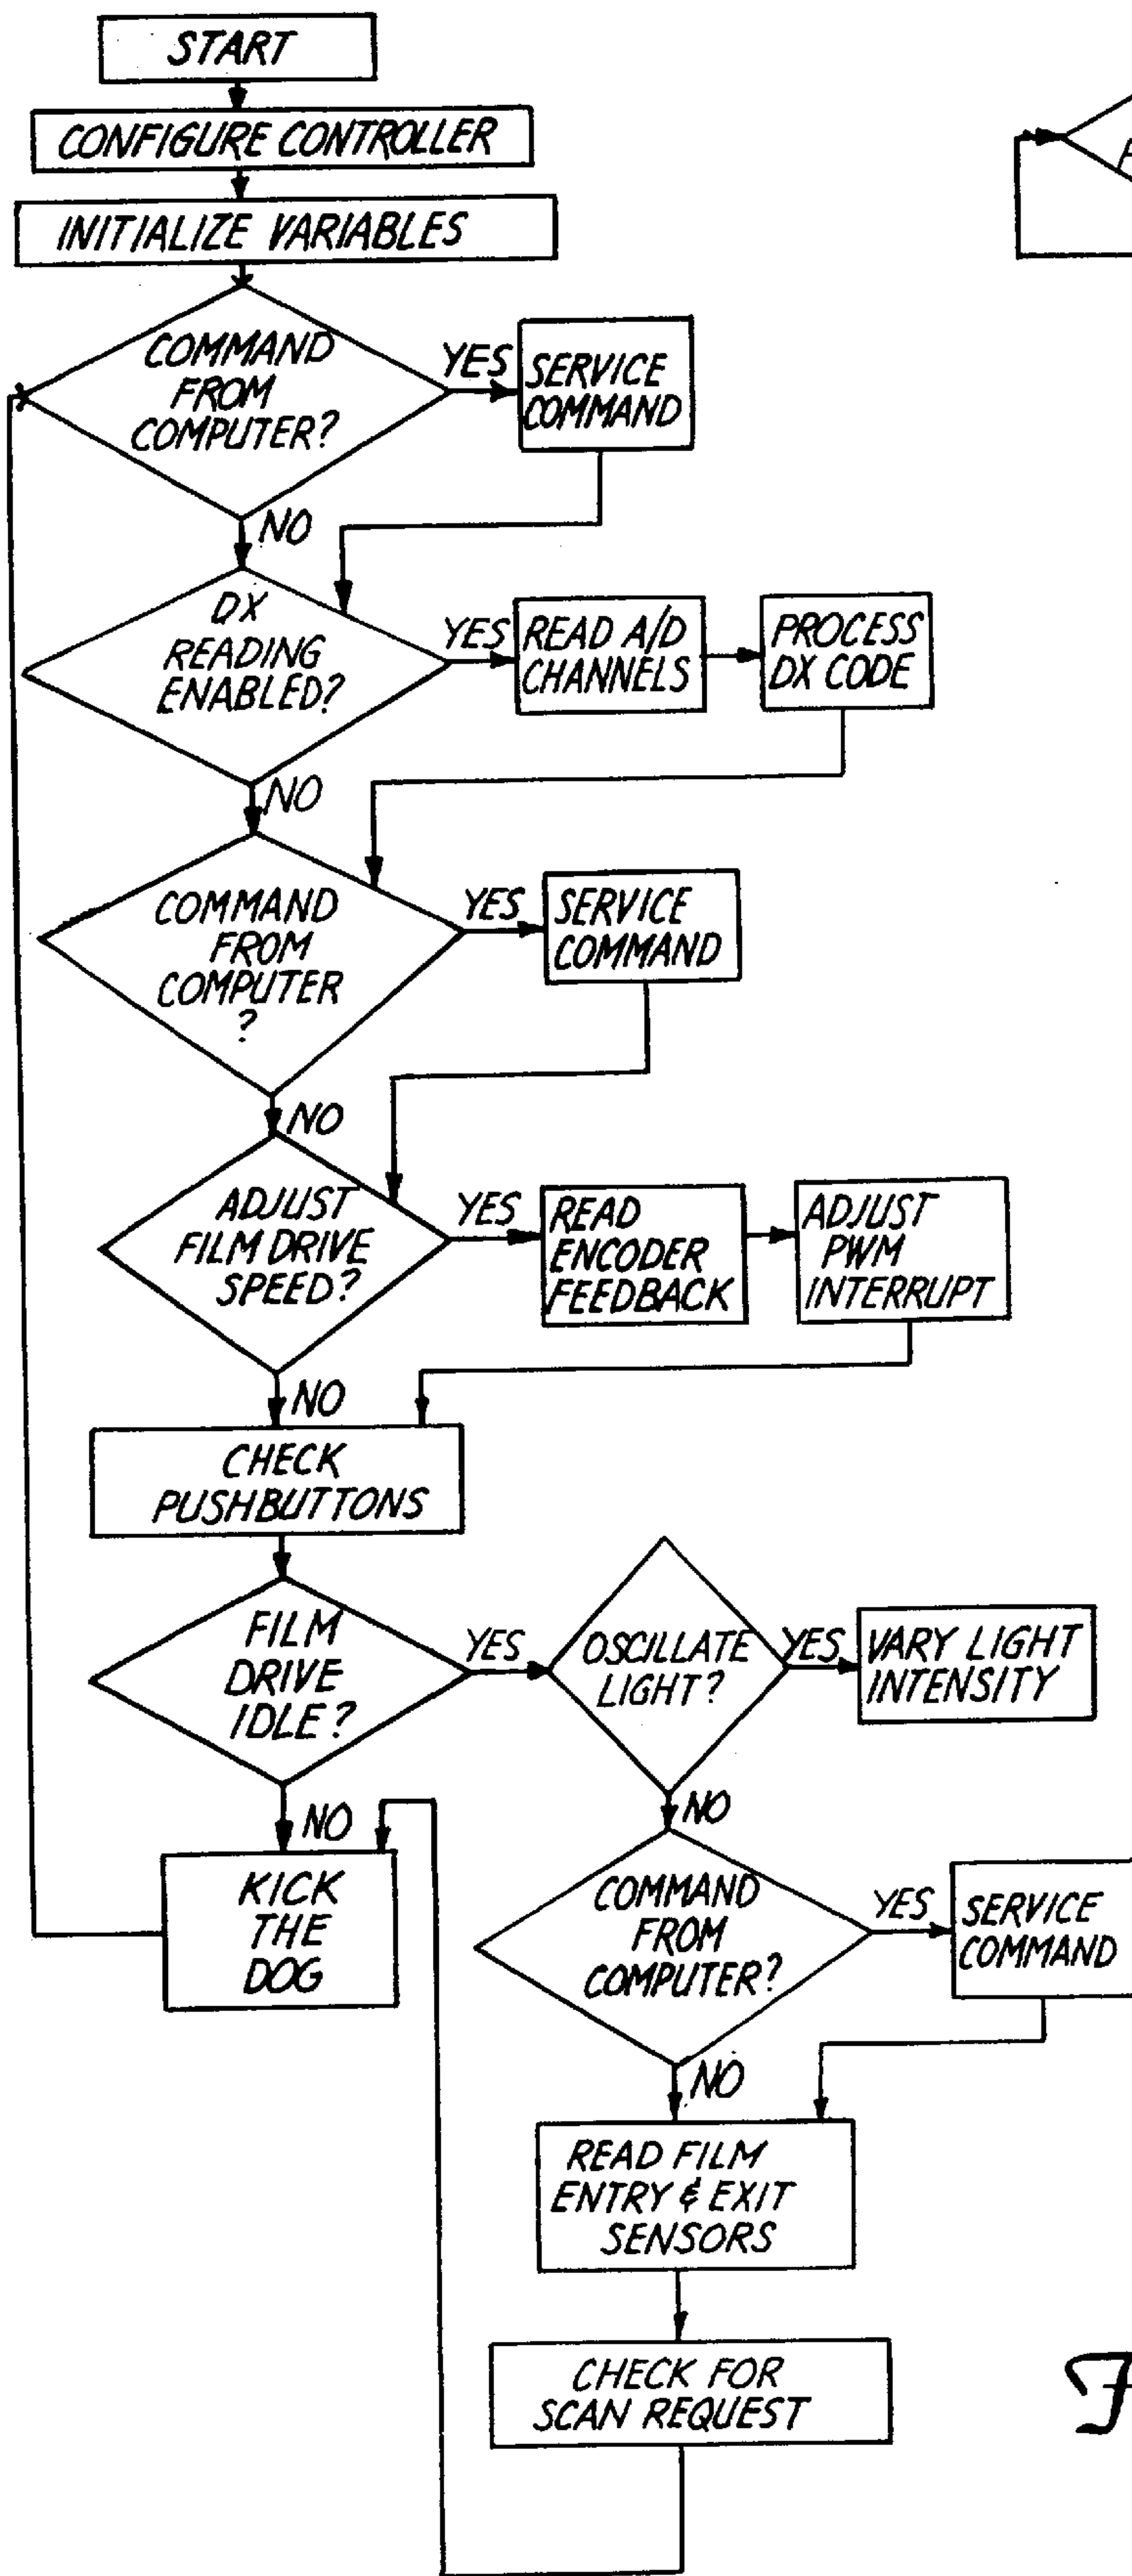 START
CONFIGURE CONTROLLER
INITIALIZE VARIABLES
COMMAND
FROM
COMPUTER?
YES
SERVICE
COMMAND
NO
DX
READING
ENABLED?
YES
READ A/D
CHANNELS
PROCESS
DX CODE
NO
COMMAND
FROM
COMPUTER
?
YES
SERVICE
COMMAND
NO
ADJUST
FILM DRIVE
SPEED?
YES
READ
ENCODER
FEEDBACK
ADJUST
PWM
INTERRUPT
NO
CHECK
PUSHBUTTONS
FILM
DRIVE
IDLE?
YES
OSCILLATE
LIGHT?
YES
VARY LIGHT
INTENSITY
NO
KICK
THE
DOG
NO
COMMAND
FROM
COMPUTER?
YES
SERVICE
COMMAND
NO
READ FILM
ENTRY & EXIT
SENSORS
CHECK FOR
SCAN REQUEST